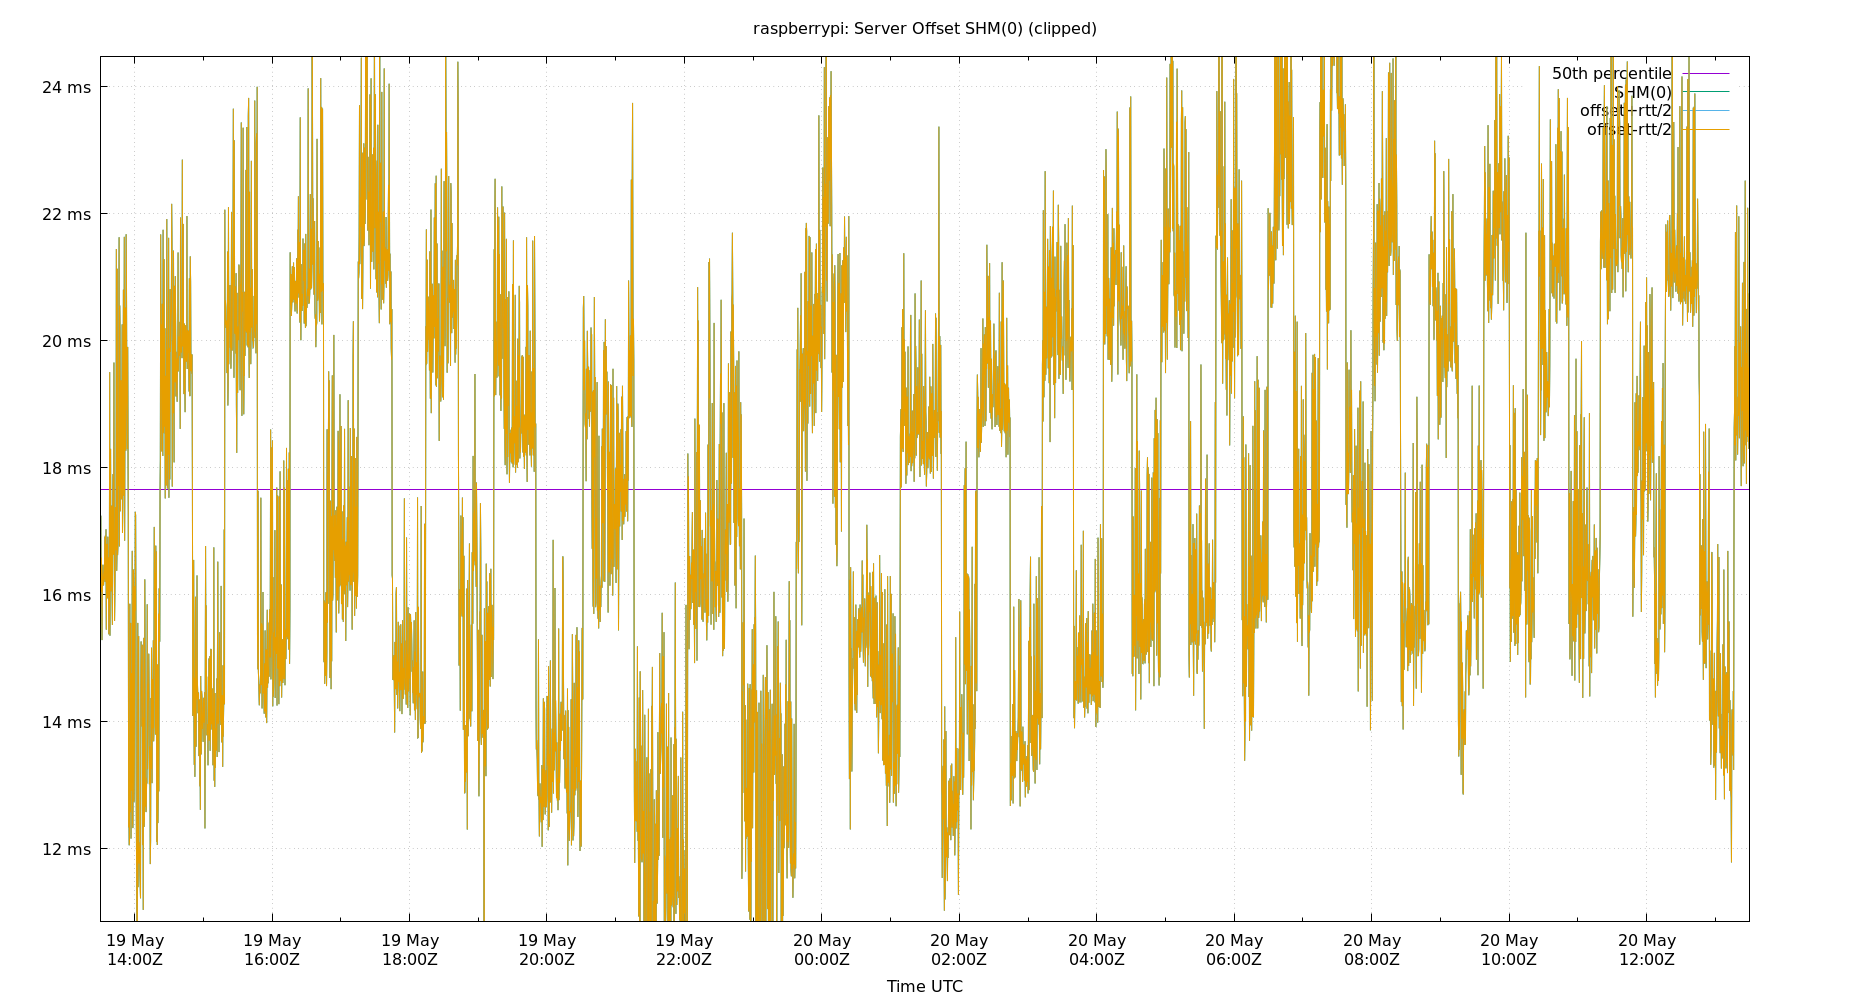 raspberrypi: Server Offset SHM(0) (clipped)
24 ms
22 ms
20 ms
18 ms
16 ms
14 ms
12 ms
50th percentile
SHM(0)
offset+rtt/2
offset-rtt/2
19 May 14:00Z
19 May 16:00Z
19 May 18:00Z
19 May 20:00Z
19 May 22:00Z
20 May 00:00Z
20 May 02:00Z
20 May 04:00Z
20 May 06:00Z
20 May 08:00Z
20 May 10:00Z
20 May 12:00Z
Time UTC